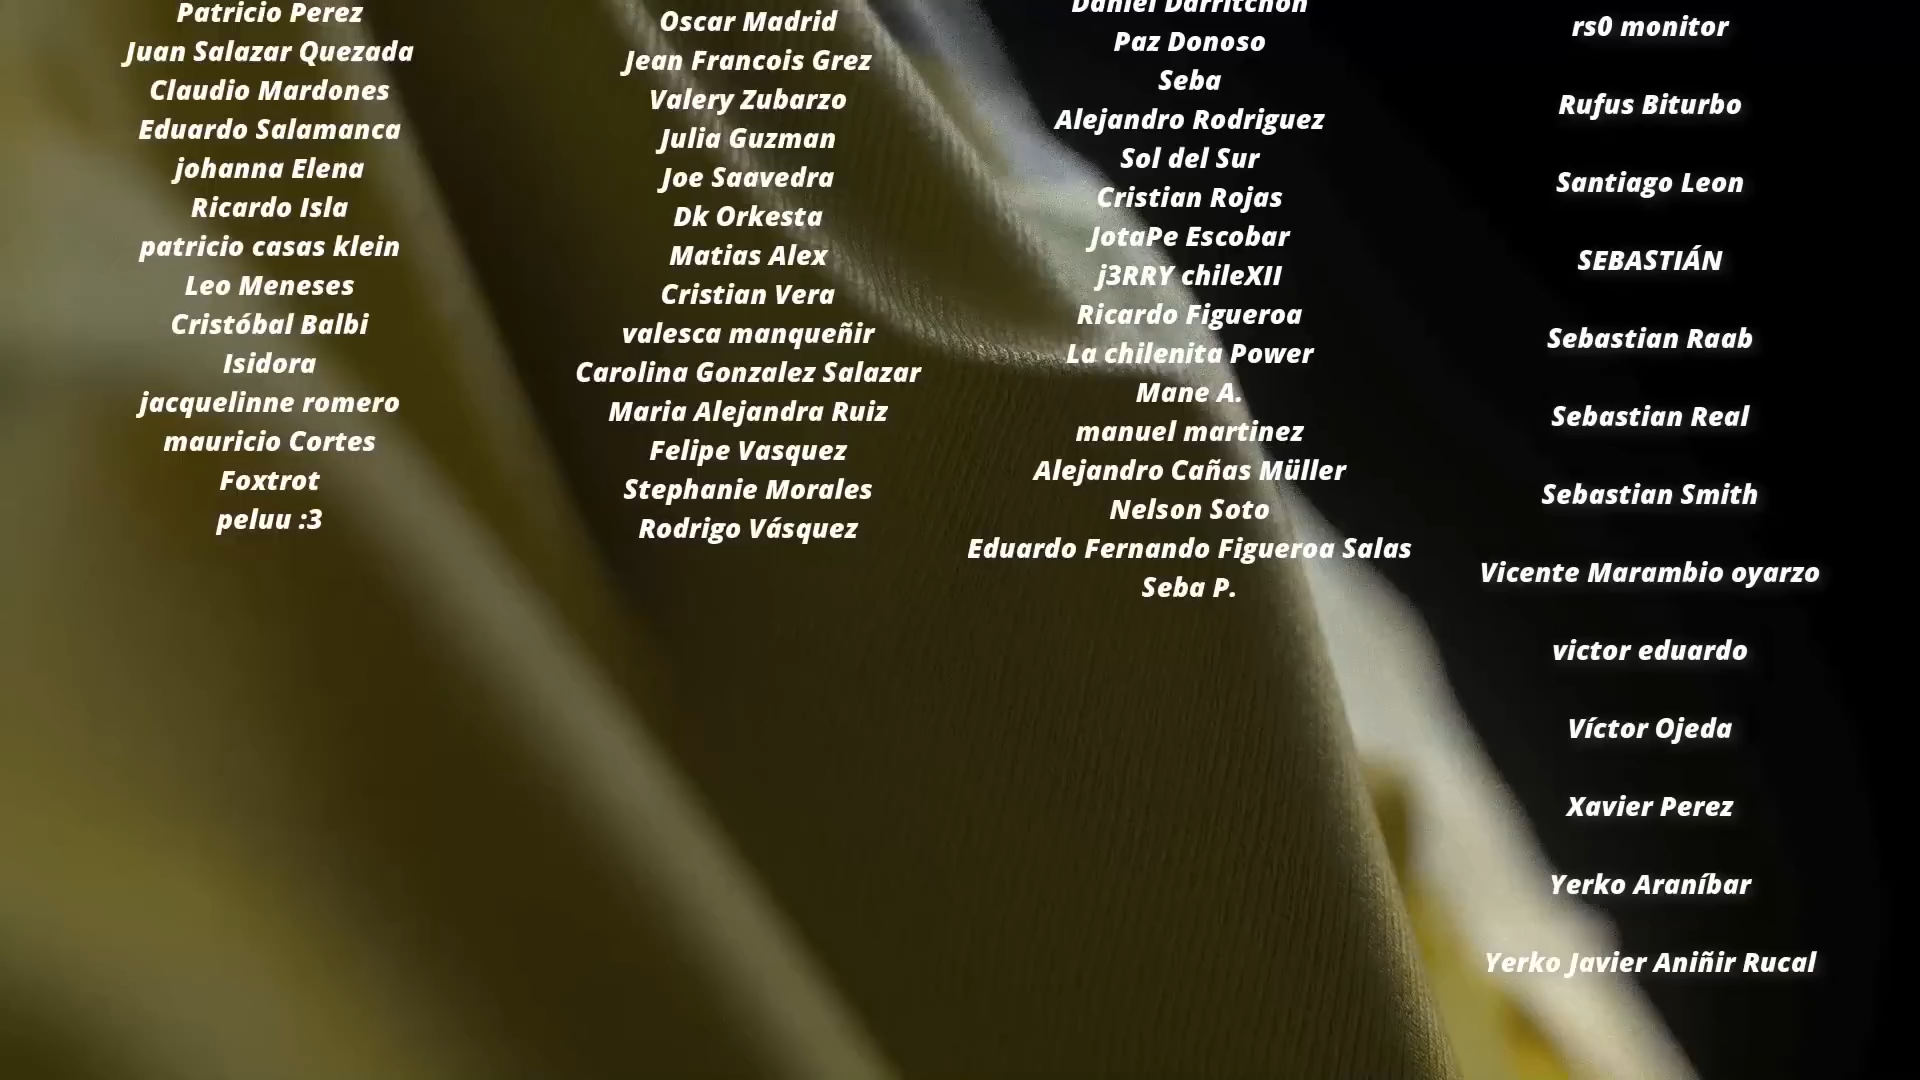 Patricio Perez
Juan Salazar Quezada
Claudio Mardones
Eduardo Salamanca
johanna Elena
Ricardo Isla
patricio casas klein
Leo Meneses
Cristóbal Balbi
Isidora
jacquelinne romero
mauricio Cortes
Foxtrot
peluu :3
Oscar Madrid
Jean Francois Grez
Valery Zubarzo
Julia Guzman
Joe Saavedra
Dk Orkesta
Matias Alex
Cristian Vera
valesca manqueñir
Carolina Gonzalez Salazar
Maria Alejandra Ruiz
Felipe Vasquez
Stephanie Morales
Rodrigo Vásquez
Daniel Darritchon
Paz Donoso
Seba
Alejandro Rodriguez
Sol del Sur
Cristian Rojas
JotaPe Escobar
j3RRY chileXII
Ricardo Figueroa
La chilenita Power
Mane A.
manuel martinez
Alejandro Cañas Müller
Nelson Soto
Eduardo Fernando Figueroa Salas
Seba P.
rs0 monitor
Rufus Biturbo
Santiago Leon
SEBASTIÁN
Sebastian Raab
Sebastian Real
Sebastian Smith
Vicente Marambio oyarzo
victor eduardo
Víctor Ojeda
Xavier Perez
Yerko Araníbar
Yerko Javier Aniñir Rucal